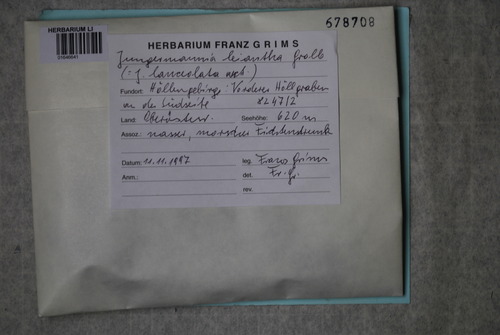 HERBARIUM LI
678708
HERBARIUM FRANZ GRIMS
Jungermannia leiantha Grolle
(= J. lanceolata auct.)
Fundort: Höllengebirge: Vorderer Höllgraben
an der Südseite 8247/2
Land: Oberösterr. Seehöhe: 620 m
Assoz.: nasser, morscher Fichtenstrunk
Datum: 11.11.1997 leg. Franz Grims
Anm.: det. Fr. Gr.
rev.